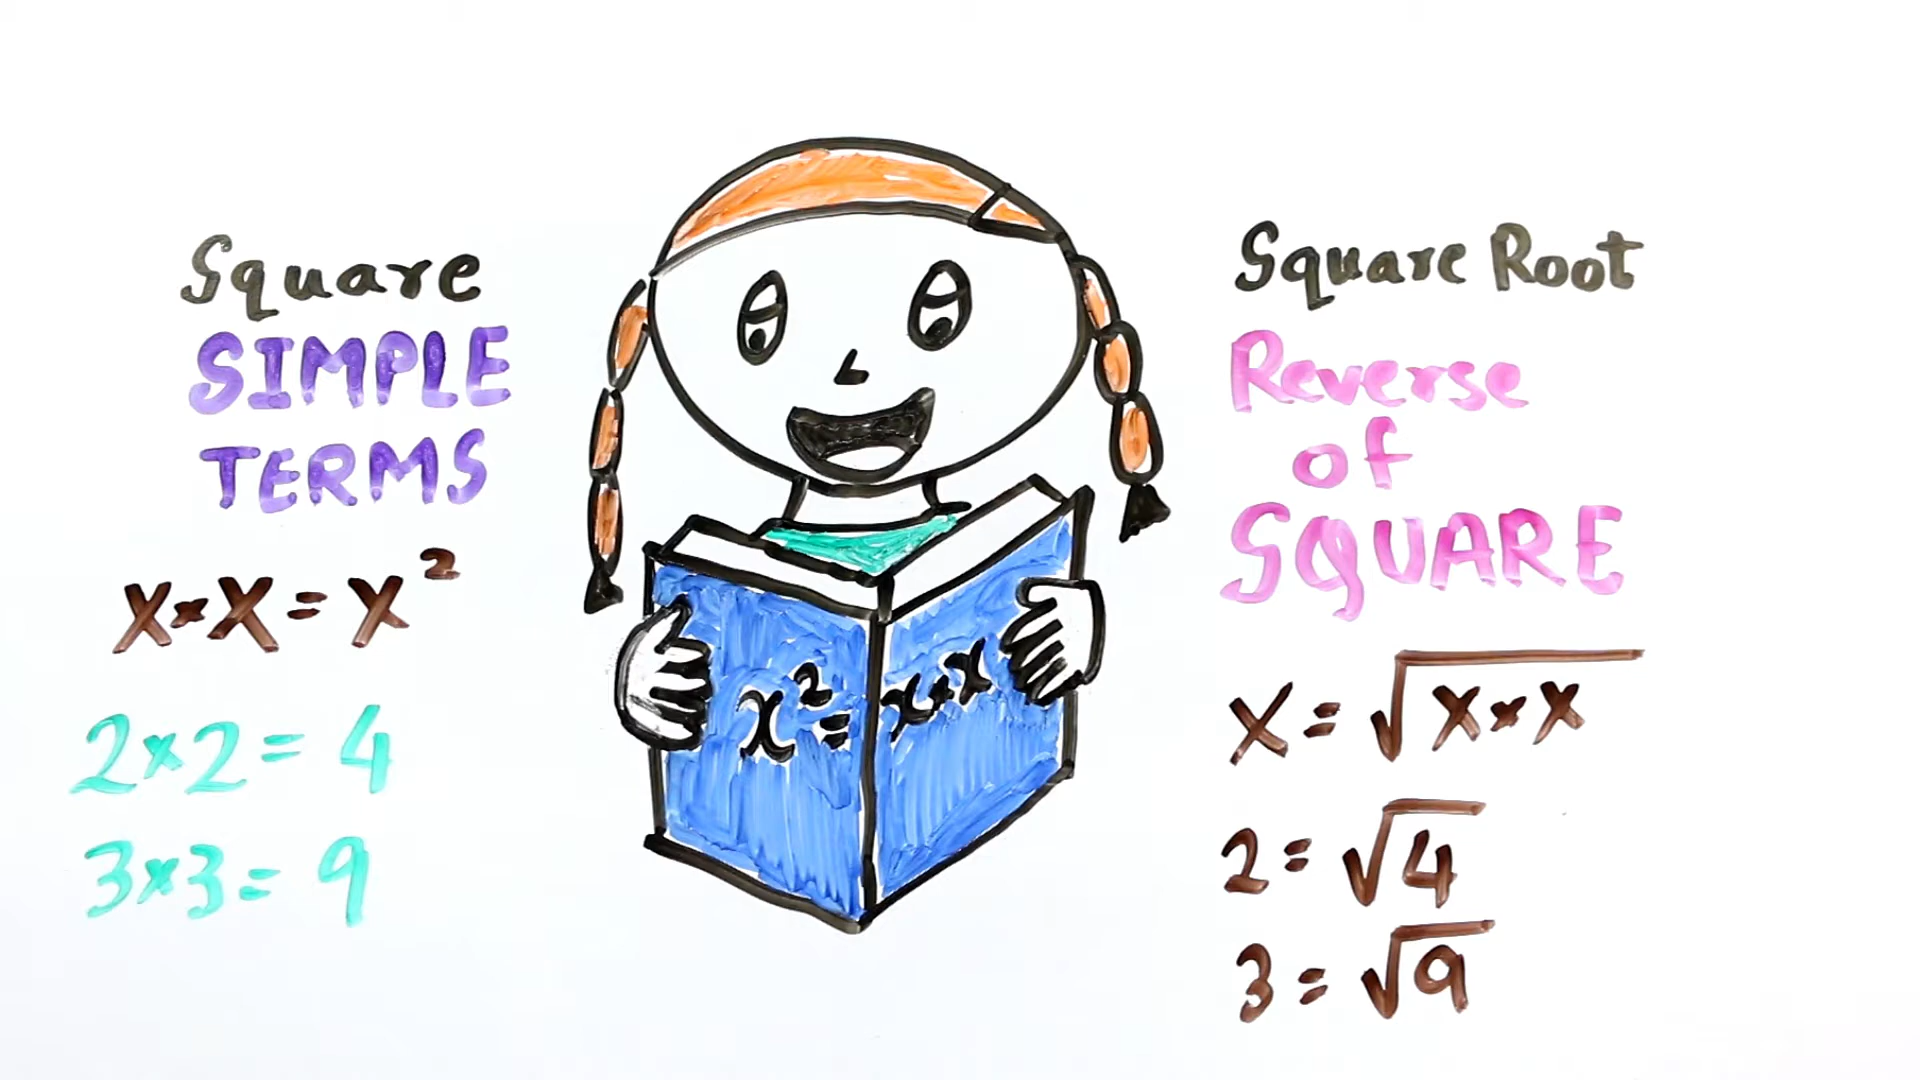 Square
SIMPLE
TERMS
x×x=x²
2×2=4
3×3=9
x²=x×x
Square Root
Reverse
of
SQUARE
x=√x×x
2=√4
3=√9